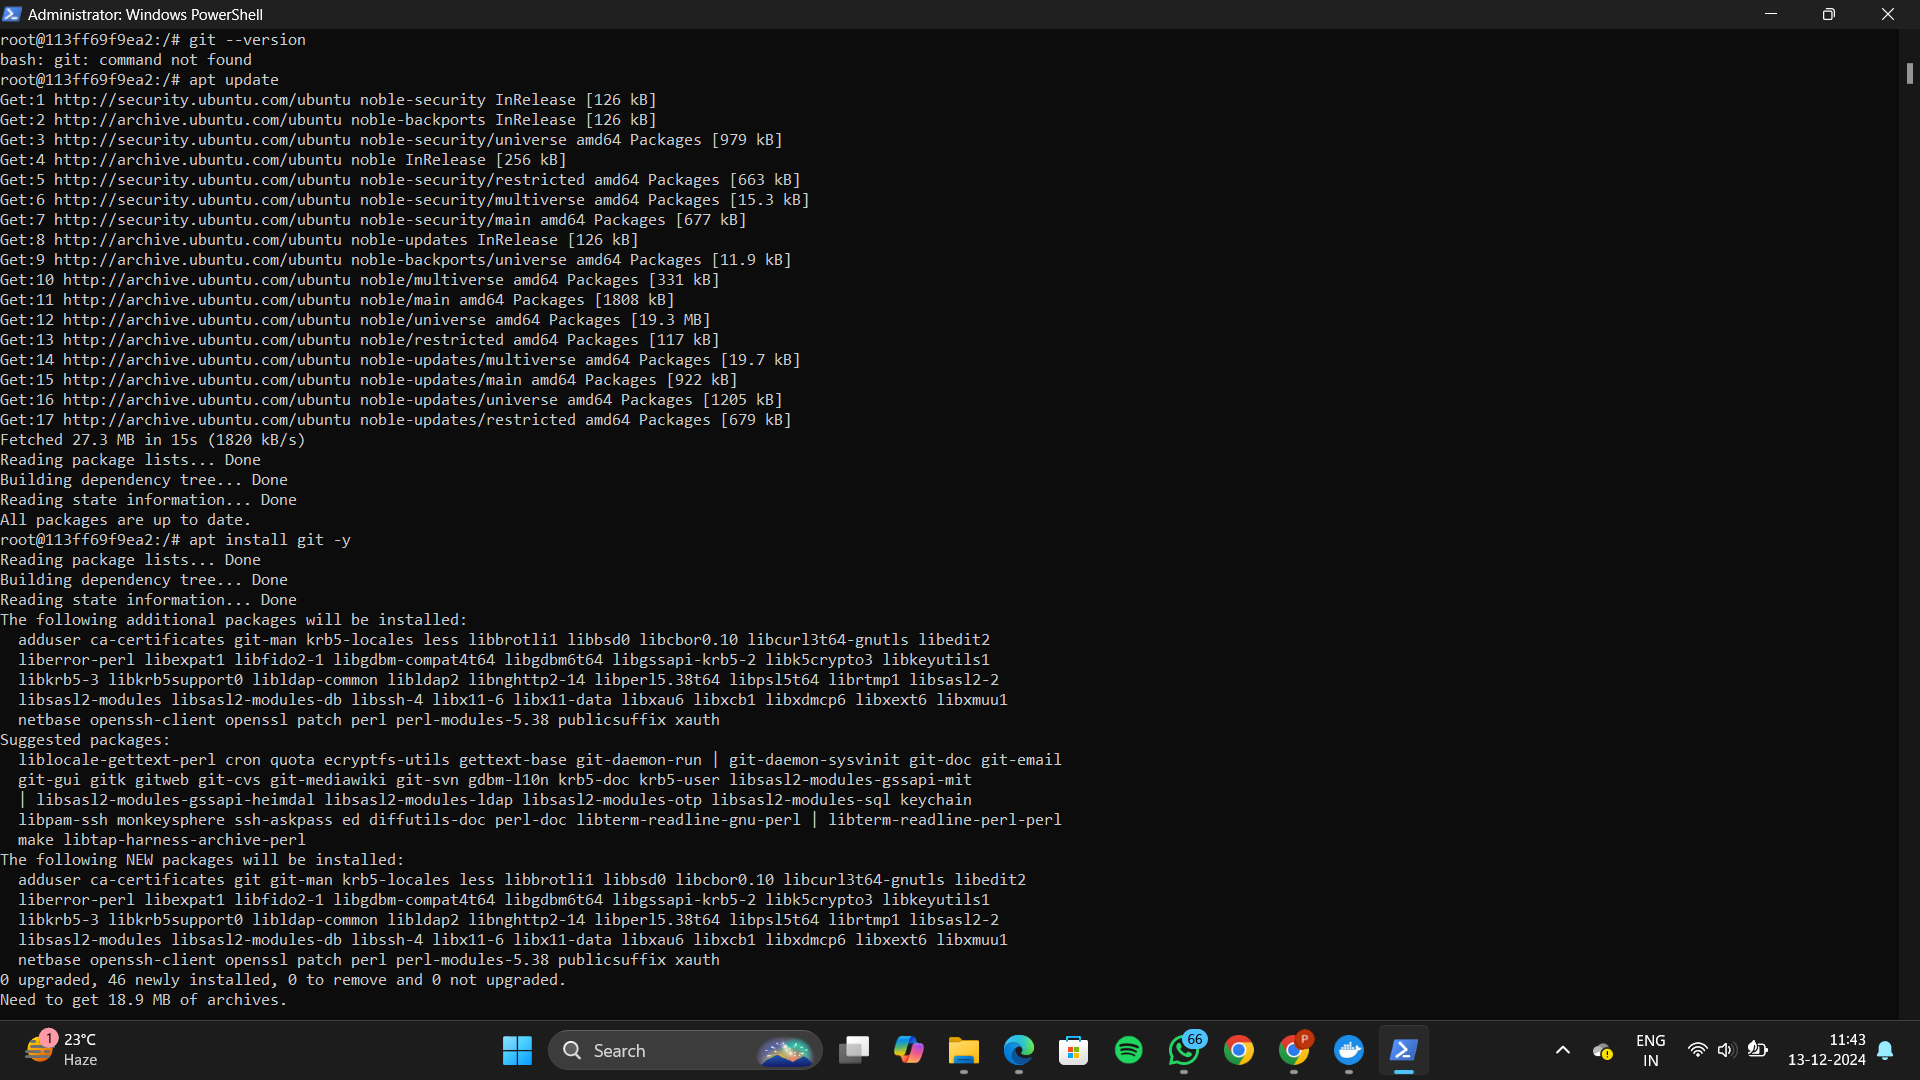 Administrator: Windows PowerShell
root@113ff69f9ea2:/# git --version
bash: git: command not found
root@113ff69f9ea2:/# apt update
Get:1 http://security.ubuntu.com/ubuntu noble-security InRelease [126 kB]
Get:2 http://archive.ubuntu.com/ubuntu noble-backports InRelease [126 kB]
Get:3 http://security.ubuntu.com/ubuntu noble-security/universe amd64 Packages [979 kB]
Get:4 http://archive.ubuntu.com/ubuntu noble InRelease [256 kB]
Get:5 http://security.ubuntu.com/ubuntu noble-security/restricted amd64 Packages [663 kB]
Get:6 http://security.ubuntu.com/ubuntu noble-security/multiverse amd64 Packages [15.3 kB]
Get:7 http://security.ubuntu.com/ubuntu noble-security/main amd64 Packages [677 kB]
Get:8 http://archive.ubuntu.com/ubuntu noble-updates InRelease [126 kB]
Get:9 http://archive.ubuntu.com/ubuntu noble-backports/universe amd64 Packages [11.9 kB]
Get:10 http://archive.ubuntu.com/ubuntu noble/multiverse amd64 Packages [331 kB]
Get:11 http://archive.ubuntu.com/ubuntu noble/main amd64 Packages [1808 kB]
Get:12 http://archive.ubuntu.com/ubuntu noble/universe amd64 Packages [19.3 MB]
Get:13 http://archive.ubuntu.com/ubuntu noble/restricted amd64 Packages [117 kB]
Get:14 http://archive.ubuntu.com/ubuntu noble-updates/multiverse amd64 Packages [19.7 kB]
Get:15 http://archive.ubuntu.com/ubuntu noble-updates/main amd64 Packages [922 kB]
Get:16 http://archive.ubuntu.com/ubuntu noble-updates/universe amd64 Packages [1205 kB]
Get:17 http://archive.ubuntu.com/ubuntu noble-updates/restricted amd64 Packages [679 kB]
Fetched 27.3 MB in 15s (1820 kB/s)
Reading package lists... Done
Building dependency tree... Done
Reading state information... Done
All packages are up to date.
root@113ff69f9ea2:/# apt install git -y
Reading package lists... Done
Building dependency tree... Done
Reading state information... Done
The following additional packages will be installed:
  adduser ca-certificates git-man krb5-locales less libbrotli1 libbsd0 libcbor0.10 libcurl3t64-gnutls libedit2
  liberror-perl libexpat1 libfido2-1 libgdbm-compat4t64 libgdbm6t64 libgssapi-krb5-2 libk5crypto3 libkeyutils1
  libkrb5-3 libkrb5support0 libldap-common libldap2 libnghttp2-14 libperl5.38t64 libpsl5t64 librtmp1 libsasl2-2
  libsasl2-modules libsasl2-modules-db libssh-4 libx11-6 libx11-data libxau6 libxcb1 libxdmcp6 libxext6 libxmuu1
  netbase openssh-client openssl patch perl perl-modules-5.38 publicsuffix xauth
Suggested packages:
  liblocale-gettext-perl cron quota ecryptfs-utils gettext-base git-daemon-run | git-daemon-sysvinit git-doc git-email
  git-gui gitk gitweb git-cvs git-mediawiki git-svn gdbm-l10n krb5-doc krb5-user libsasl2-modules-gssapi-mit
  | libsasl2-modules-gssapi-heimdal libsasl2-modules-ldap libsasl2-modules-otp libsasl2-modules-sql keychain
  libpam-ssh monkeysphere ssh-askpass ed diffutils-doc perl-doc libterm-readline-gnu-perl | libterm-readline-perl-perl
  make libtap-harness-archive-perl
The following NEW packages will be installed:
  adduser ca-certificates git git-man krb5-locales less libbrotli1 libbsd0 libcbor0.10 libcurl3t64-gnutls libedit2
  liberror-perl libexpat1 libfido2-1 libgdbm-compat4t64 libgdbm6t64 libgssapi-krb5-2 libk5crypto3 libkeyutils1
  libkrb5-3 libkrb5support0 libldap-common libldap2 libnghttp2-14 libperl5.38t64 libpsl5t64 librtmp1 libsasl2-2
  libsasl2-modules libsasl2-modules-db libssh-4 libx11-6 libx11-data libxau6 libxcb1 libxdmcp6 libxext6 libxmuu1
  netbase openssh-client openssl patch perl perl-modules-5.38 publicsuffix xauth
0 upgraded, 46 newly installed, 0 to remove and 0 not upgraded.
Need to get 18.9 MB of archives.
1
23°C
Haze
Search
66
P
ENG
IN
11:43
13-12-2024